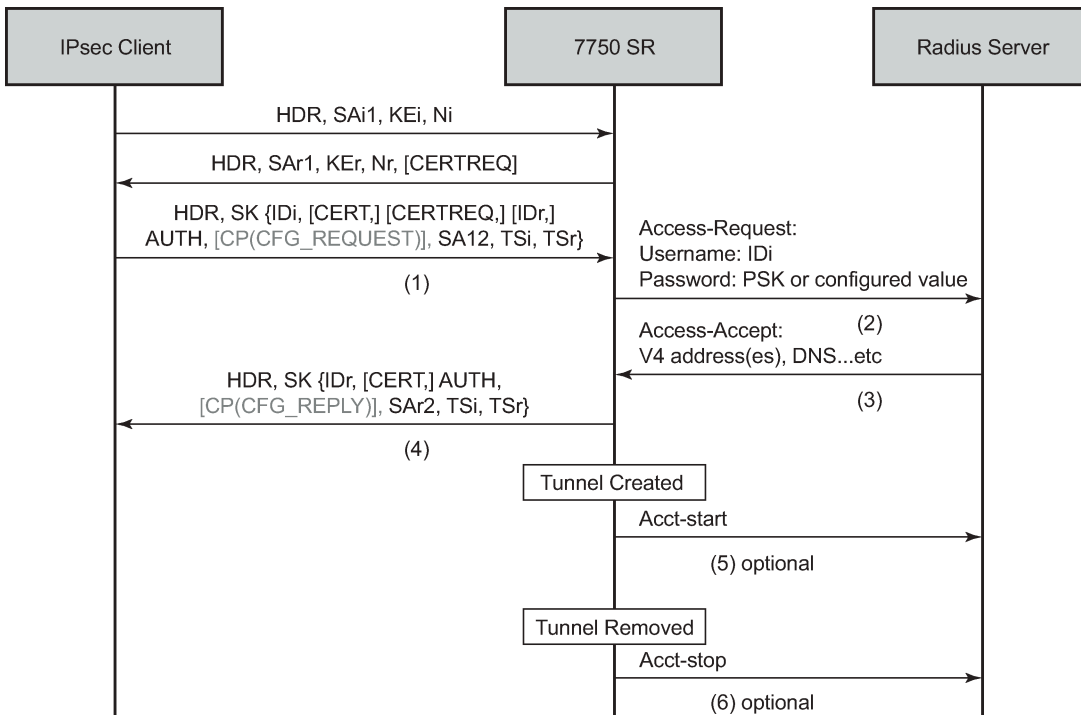 IPsec Client
7750 SR
Radius Server
HDR, SAi1, KEi, Ni
HDR, SAr1, KEr, Nr, [CERTREQ]
HDR, SK {IDi, [CERT,] [CERTREQ,] [IDr,]
AUTH, [CP(CFG_REQUEST)], SA12, TSi, TSr}
(1)
Access-Request:
Username: IDi
Password: PSK or configured value
(2)
Access-Accept:
V4 address(es), DNS...etc
(3)
HDR, SK {IDr, [CERT,] AUTH,
[CP(CFG_REPLY)], SAr2, TSi, TSr}
(4)
Tunnel Created
Acct-start
(5) optional
Tunnel Removed
Acct-stop
(6) optional